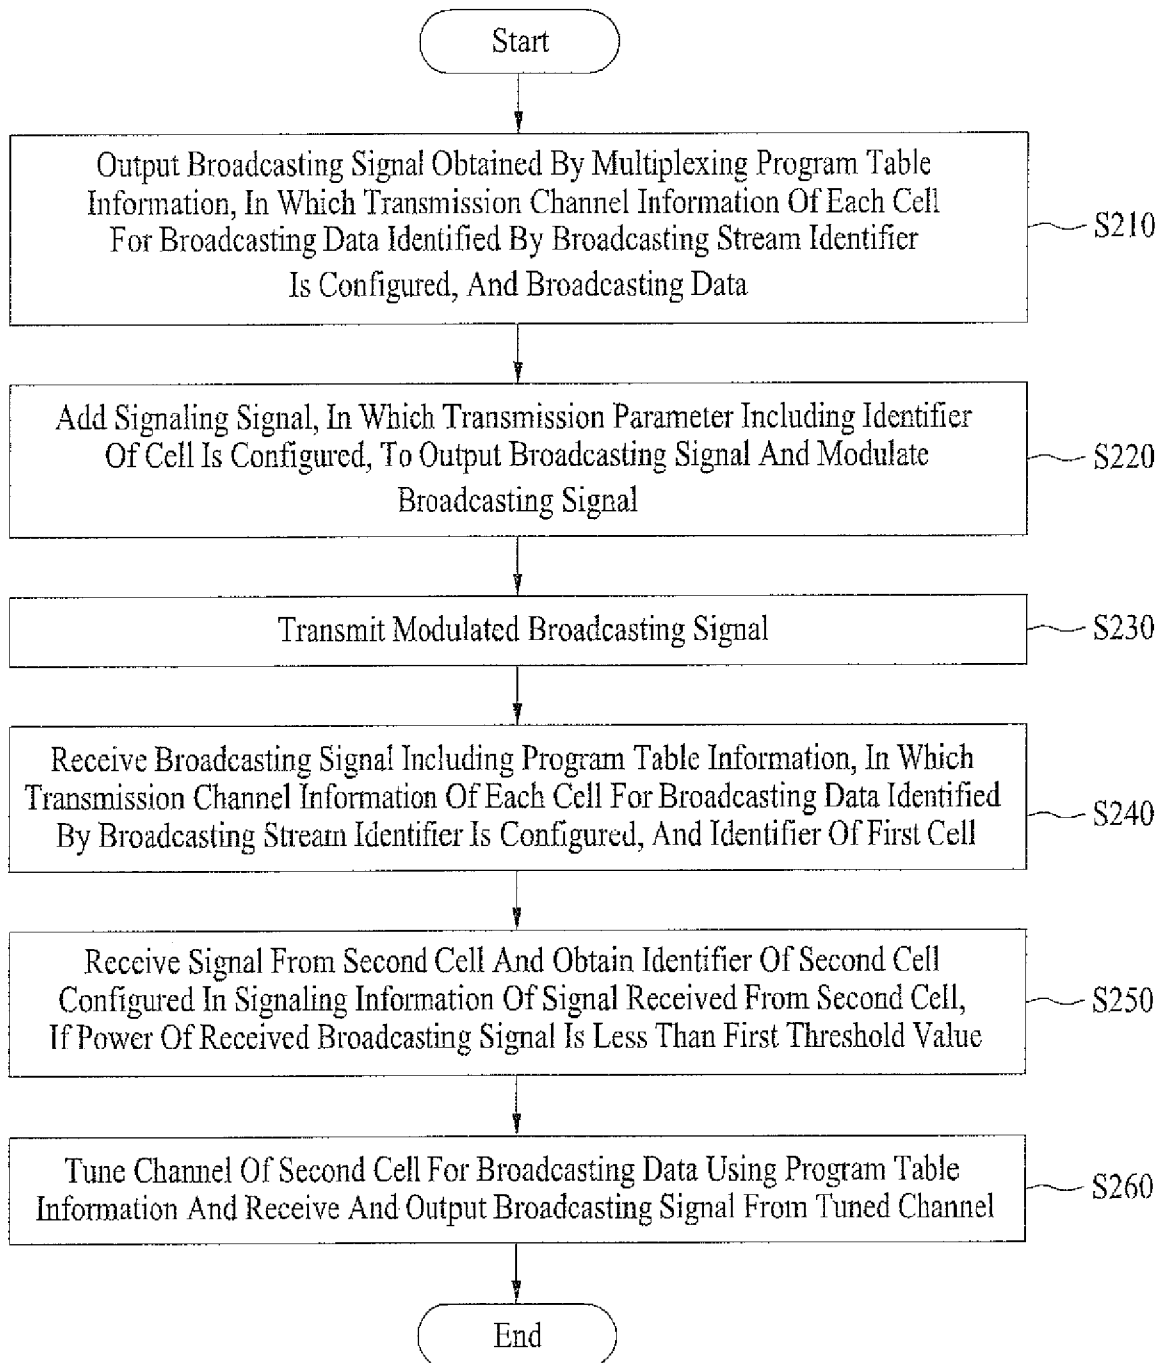 Start
Output Broadcasting Signal Obtained By Multiplexing Program Table
Information, In Which Transmission Channel Information Of Each Cell
For Broadcasting Data Identified By Broadcasting Stream Identifier
Is Configured, And Broadcasting Data
S210
Add Signaling Signal, In Which Transmission Parameter Including Identifier
Of Cell Is Configured, To Output Broadcasting Signal And Modulate
Broadcasting Signal
S220
Transmit Modulated Broadcasting Signal
S230
Receive Broadcasting Signal Including Program Table Information, In Which
Transmission Channel Information Of Each Cell For Broadcasting Data Identified
By Broadcasting Stream Identifier Is Configured, And Identifier Of First Cell
S240
Receive Signal From Second Cell And Obtain Identifier Of Second Cell
Configured In Signaling Information Of Signal Received From Second Cell,
If Power Of Received Broadcasting Signal Is Less Than First Threshold Value
S250
Tune Channel Of Second Cell For Broadcasting Data Using Program Table
Information And Receive And Output Broadcasting Signal From Tuned Channel
S260
End